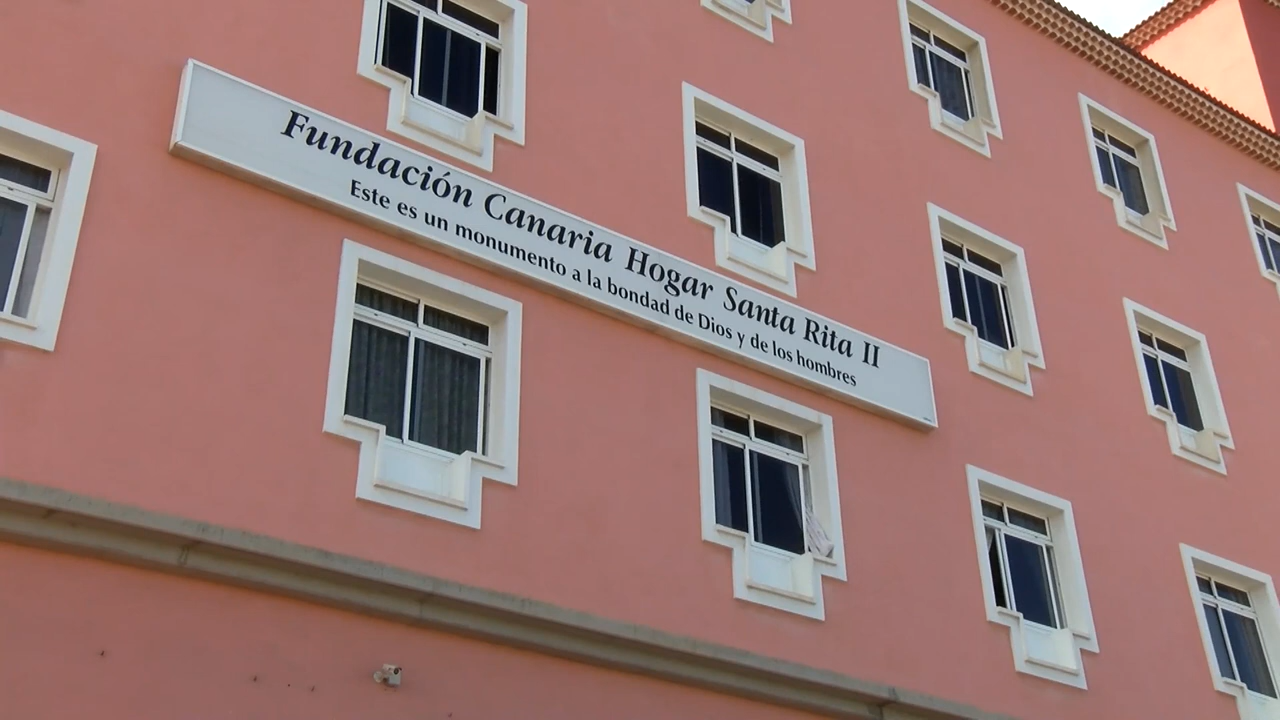 Fundación Canaria Hogar Santa Rita II
Este es un monumento a la bondad de Dios y de los hombres